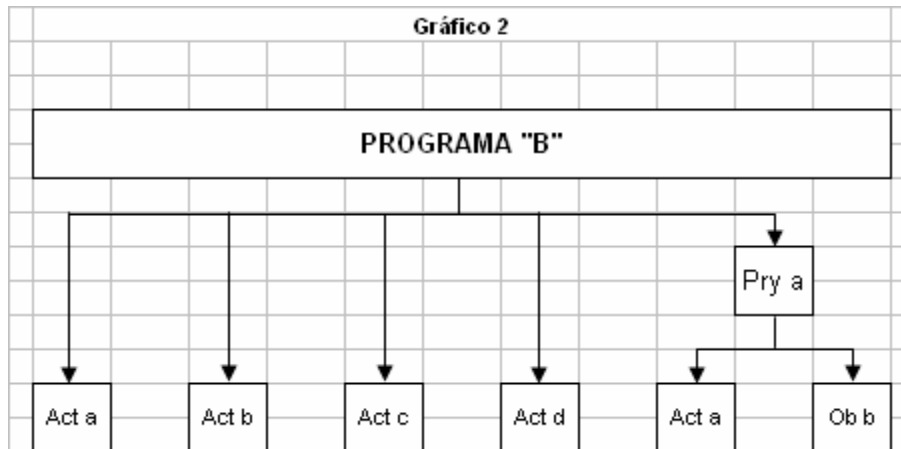 Gráfico 2
PROGRAMA "B"
Pry a
Act a
Act b
Act c
Act d
Act a
Ob b